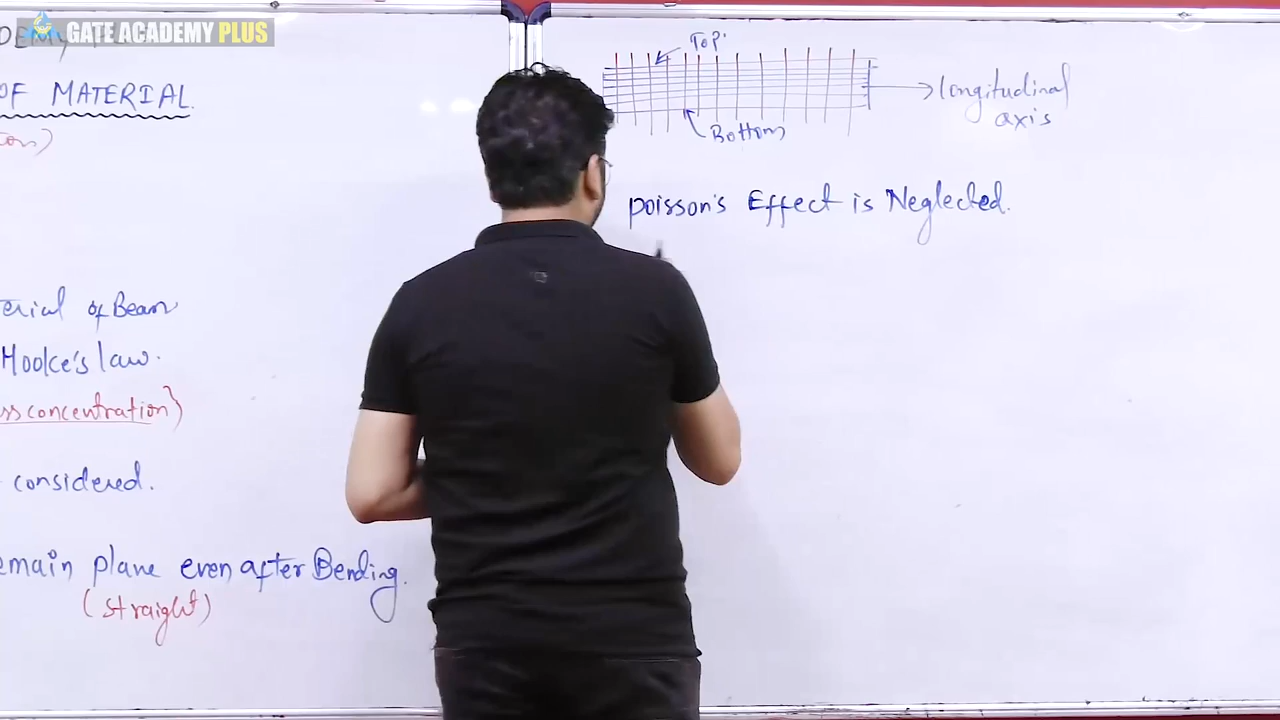 GATE ACADEMY PLUS
OF MATERIAL.
erial of Beam
Hooke's law.
ss concentration)}
considered.
emain plane even after Bending.
(straight)
Top.
Bottom
longitudinal
axis
poisson's Effect is Neglected.